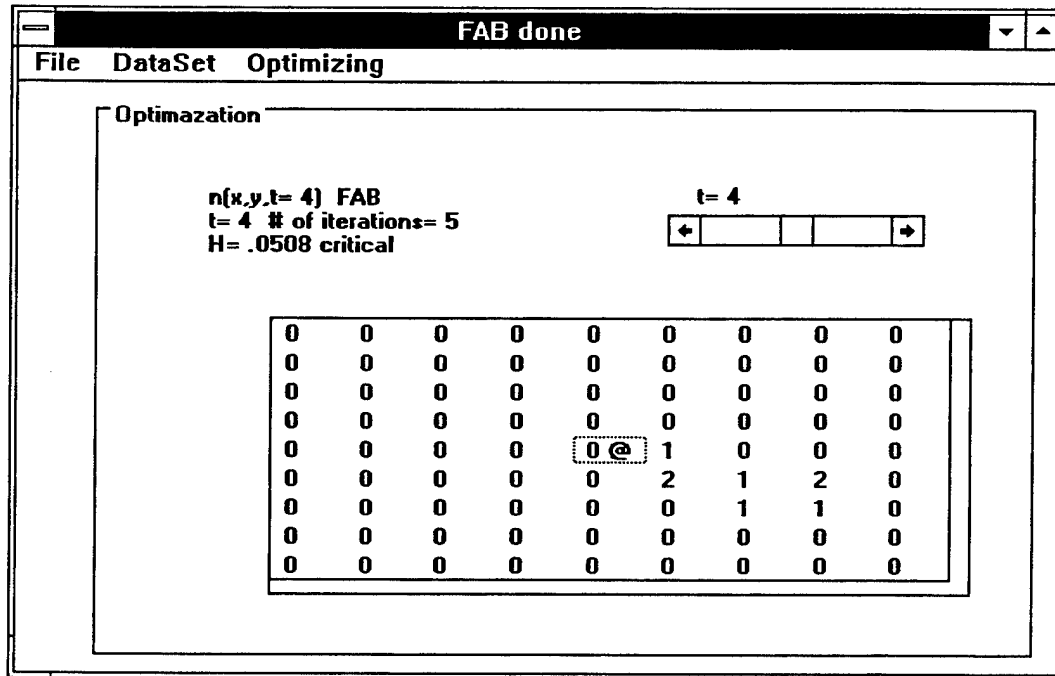 FAB done
File DataSet Optimizing
Optimazation
n(x,y,t= 4) FAB
t= 4 # of iterations= 5
H= .0508 critical
t= 4
0 0 0 0 0 0 0 0 0
0 0 0 0 0 0 0 0 0
0 0 0 0 0 0 0 0 0
0 0 0 0 0 0 0 0 0
0 0 0 0 0 @ 1 0 0 0
0 0 0 0 0 2 1 2 0
0 0 0 0 0 0 1 1 0
0 0 0 0 0 0 0 0 0
0 0 0 0 0 0 0 0 0